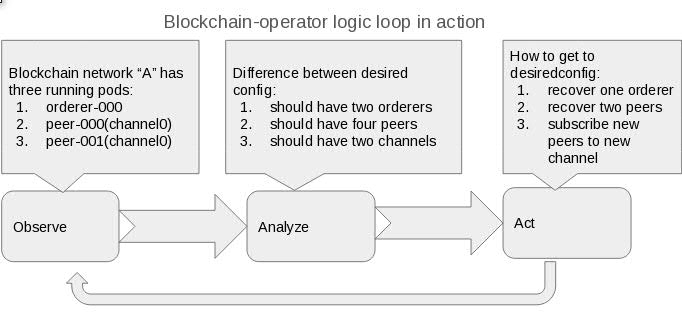 Blockchain-operator logic loop in action
Blockchain network “A” has
three running pods:
1. orderer-000
2. peer-000(channel0)
3. peer-001(channel0)
Difference between desired
config:
1. should have two orderers
2. should have four peers
3. should have two channels
How to get to
desiredconfig:
1. recover one orderer
2. recover two peers
3. subscribe new
peers to new
channel
Observe
Analyze
Act